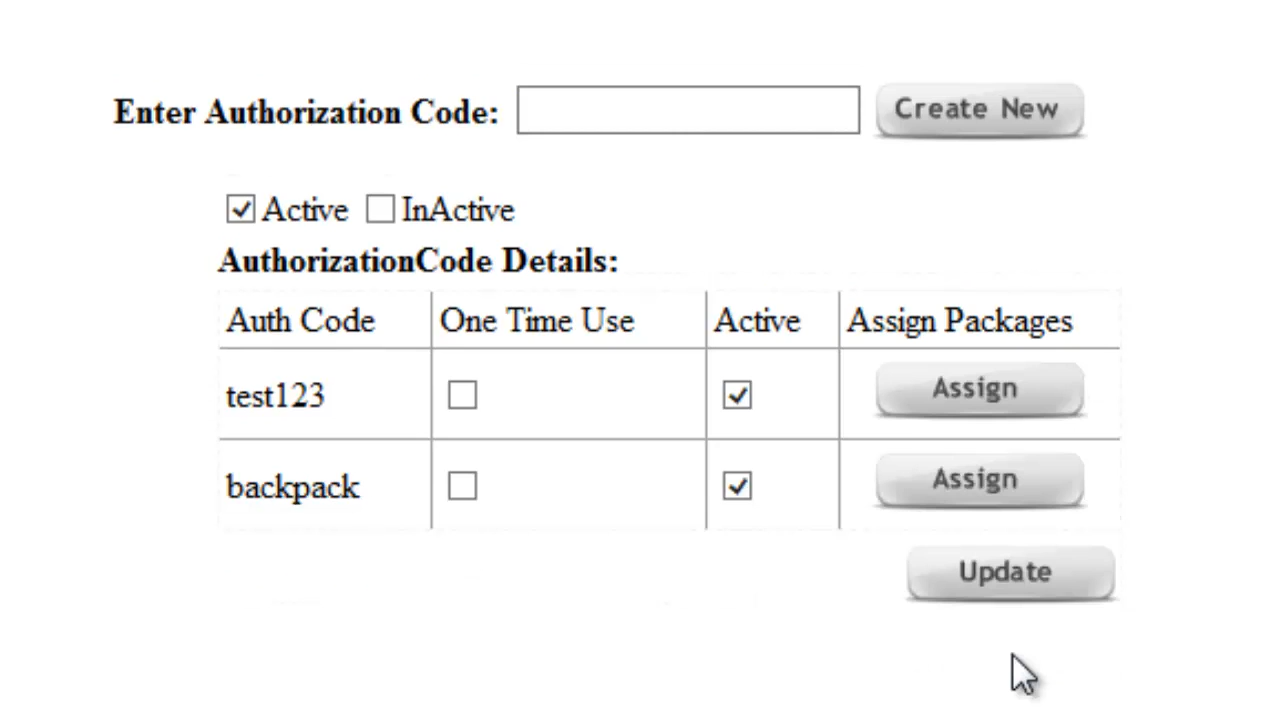 Enter Authorization Code: Create New
Active InActive
AuthorizationCode Details:
Auth Code One Time Use Active Assign Packages
test123 Assign
backpack Assign
Update